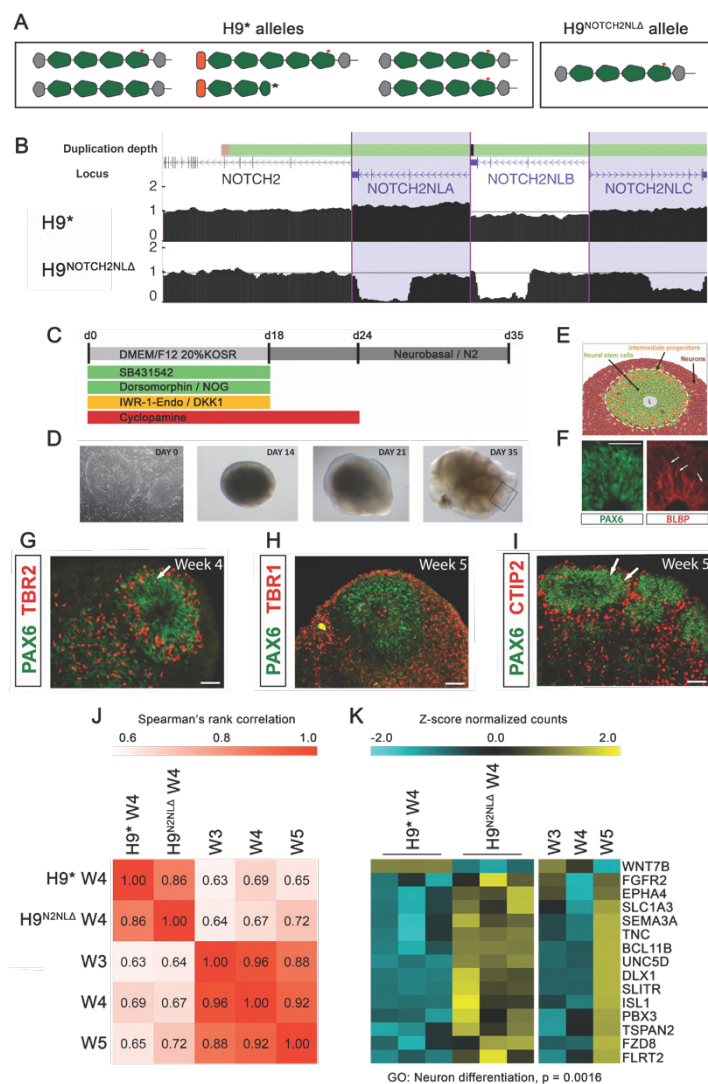 A
H9* alleles
H9NOTCH2NLΔ allele
*
B
Duplication depth
Locus
NOTCH2
NOTCH2NLA
NOTCH2NLB
NOTCH2NLC
2
1
0
H9*
2
1
0
H9NOTCH2NLΔ
C
d0
d18
d24
d35
DMEM/F12 20%KOSR
Neurobasal / N2
SB431542
Dorsomorphin / NOG
IWR-1-Endo / DKK1
Cyclopamine
D
DAY 0
DAY 14
DAY 21
DAY 35
E
Intermediate progenitors
Neural stem cells
Neurons
L
F
PAX6
BLBP
G
PAX6 TBR2
Week 4
H
PAX6 TBR1
Week 5
I
PAX6 CTIP2
Week 5
J
Spearman's rank correlation
0.6 0.8 1.0
H9* W4
H9N2NLΔ W4
W3
W4
W5
H9* W4 1.00 0.86 0.63 0.69 0.65
H9N2NLΔ W4 0.86 1.00 0.64 0.67 0.72
W3 0.63 0.64 1.00 0.96 0.88
W4 0.69 0.67 0.96 1.00 0.92
W5 0.65 0.72 0.88 0.92 1.00
K
Z-score normalized counts
-2.0 0.0 2.0
H9* W4
H9N2NLΔ W4
W3
W4
W5
WNT7B
FGFR2
EPHA4
SLC1A3
SEMA3A
TNC
BCL11B
UNC5D
DLX1
SLITR
ISL1
PBX3
TSPAN2
FZD8
FLRT2
GO: Neuron differentiation, p = 0.0016